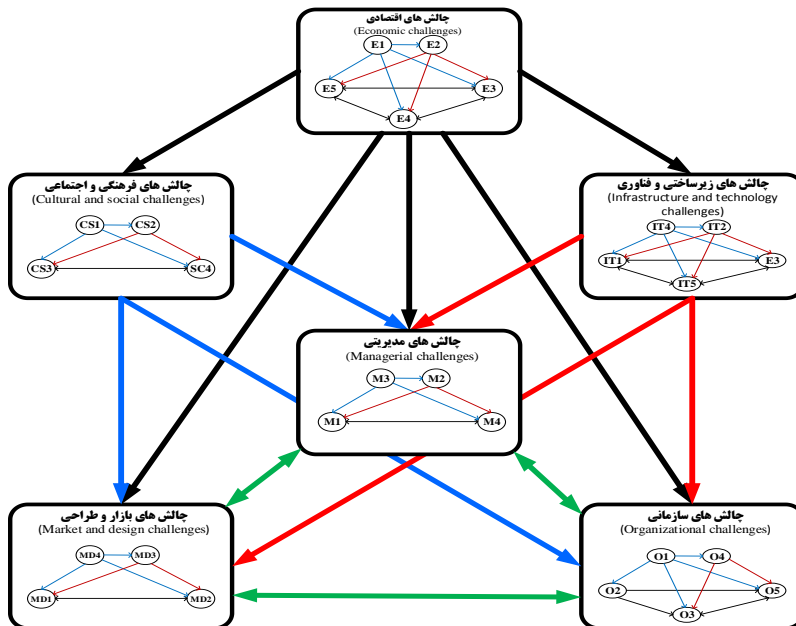 چالش های اقتصادی
(Economic challenges)
E1 E2
E5 E3
E4
چالش های فرهنگی و اجتماعی
(Cultural and social challenges)
CS1 CS2
CS3 SC4
چالش های زیرساختی و فناوری
(Infrastructure and technology
challenges)
IT4 IT2
IT1 E3
IT5
چالش های مدیریتی
(Managerial challenges)
M3 M2
M1 M4
چالش های بازار و طراحی
(Market and design challenges)
MD4 MD3
MD1 MD2
چالش های سازمانی
(Organizational challenges)
O1 O4
O2 O5
O3